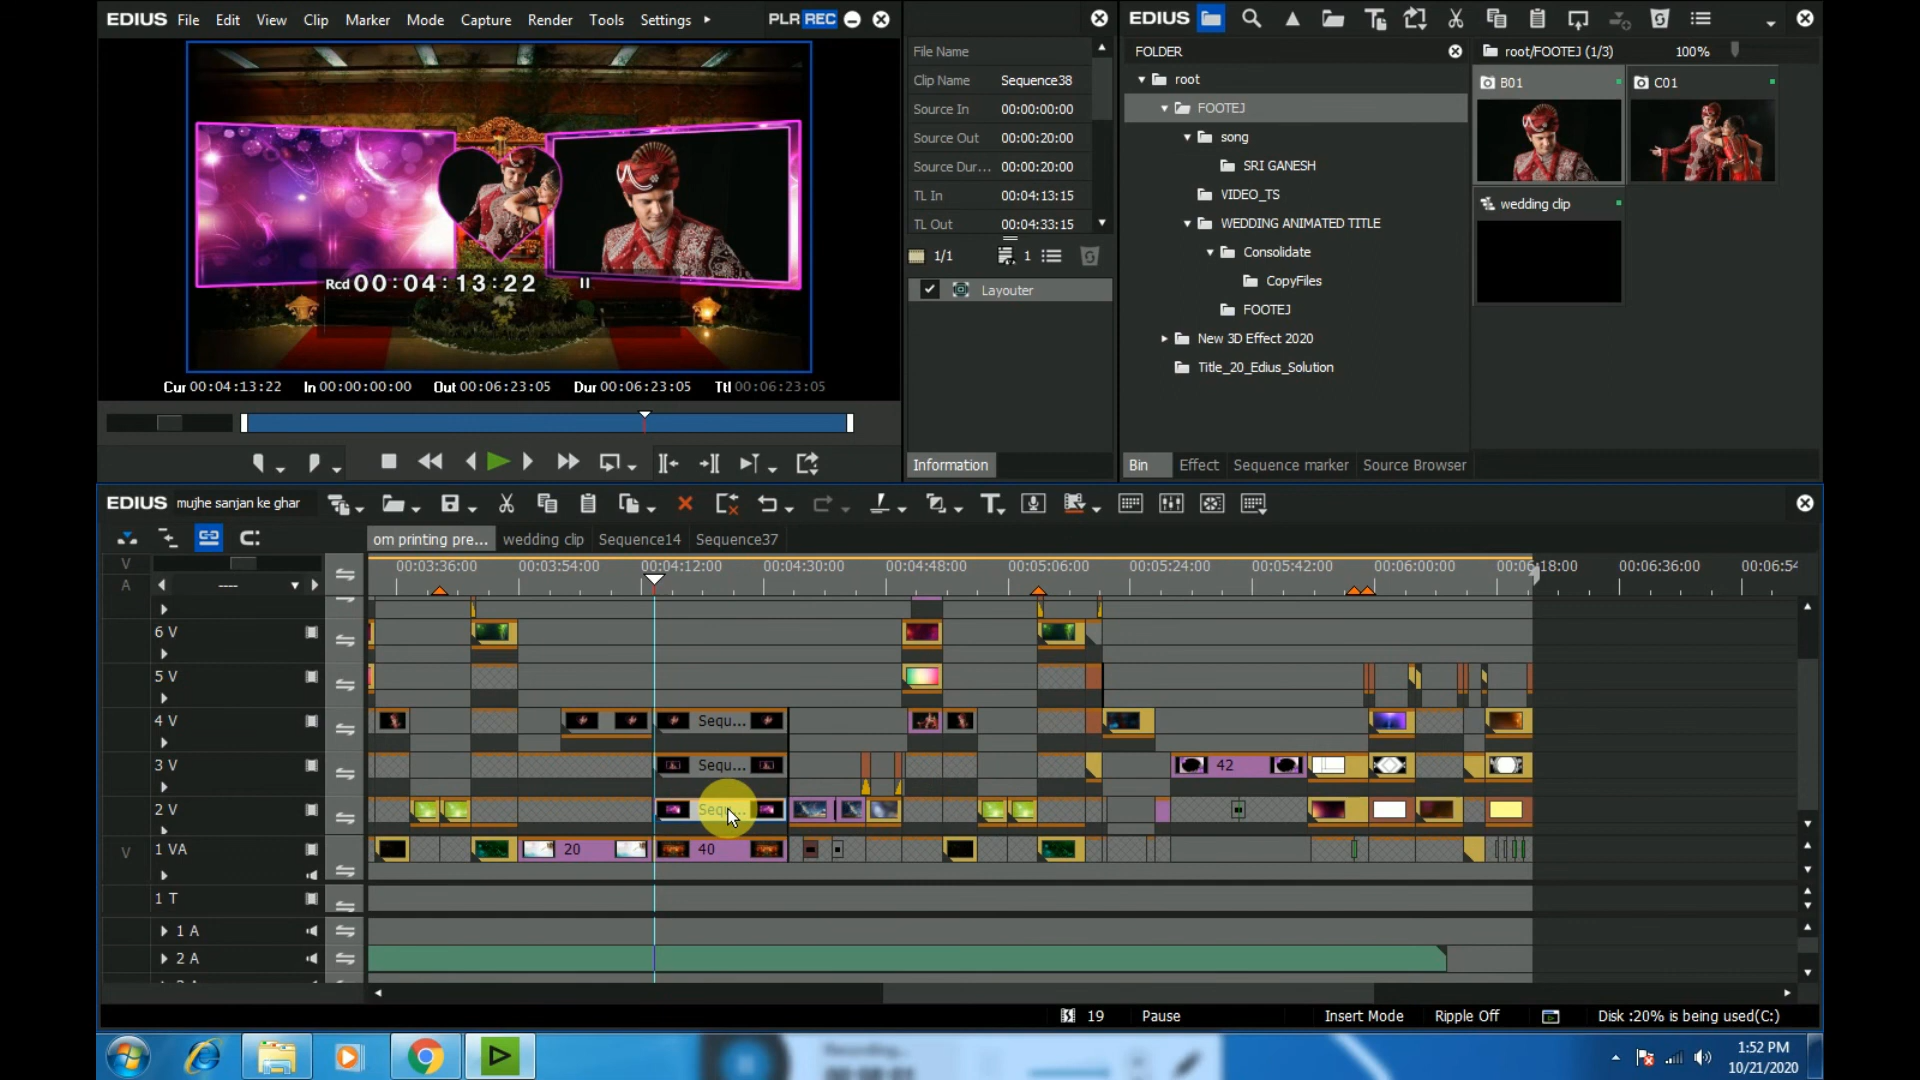 EDIUS File Edit View Clip Marker Mode Capture Render Tools Settings PLR REC
Rcd 00:04:13:22
Cur 00:04:13:22 In 00:00:00:00 Out 00:06:23:05 Dur 00:06:23:05 Ttl 00:06:23:05
File Name
Clip Name Sequence38
Source In 00:00:00:00
Source Out 00:00:20:00
Source Dur... 00:00:20:00
TL In 00:04:13:15
TL Out 00:04:33:15
1/1 1
Layouter
Information
EDIUS
FOLDER
root
FOOTEJ
song
SRI GANESH
VIDEO_TS
WEDDING ANIMATED TITLE
Consolidate
CopyFiles
FOOTEJ
New 3D Effect 2020
Title_20_Edius_Solution
root/FOOTEJ (1/3) 100%
B01 C01
wedding clip
Bin Effect Sequence marker Source Browser
EDIUS mujhe sanjan ke ghar
om printing pre... wedding clip Sequence14 Sequence37
V
A ----
00:03:36:00 00:03:54:00 00:04:12:00 00:04:30:00 00:04:48:00 00:05:06:00 00:05:24:00 00:05:42:00 00:06:00:00 00:06:18:00 00:06:36:00 00:06:54
6 V
5 V
4 V Sequ...
3 V Sequ... 42
2 V Sequ...
V 1 VA 20 40
1 T
1 A
2 A
19 Pause Insert Mode Ripple Off Disk :20% is being used(C:)
Recording...
1:52 PM
10/21/2020